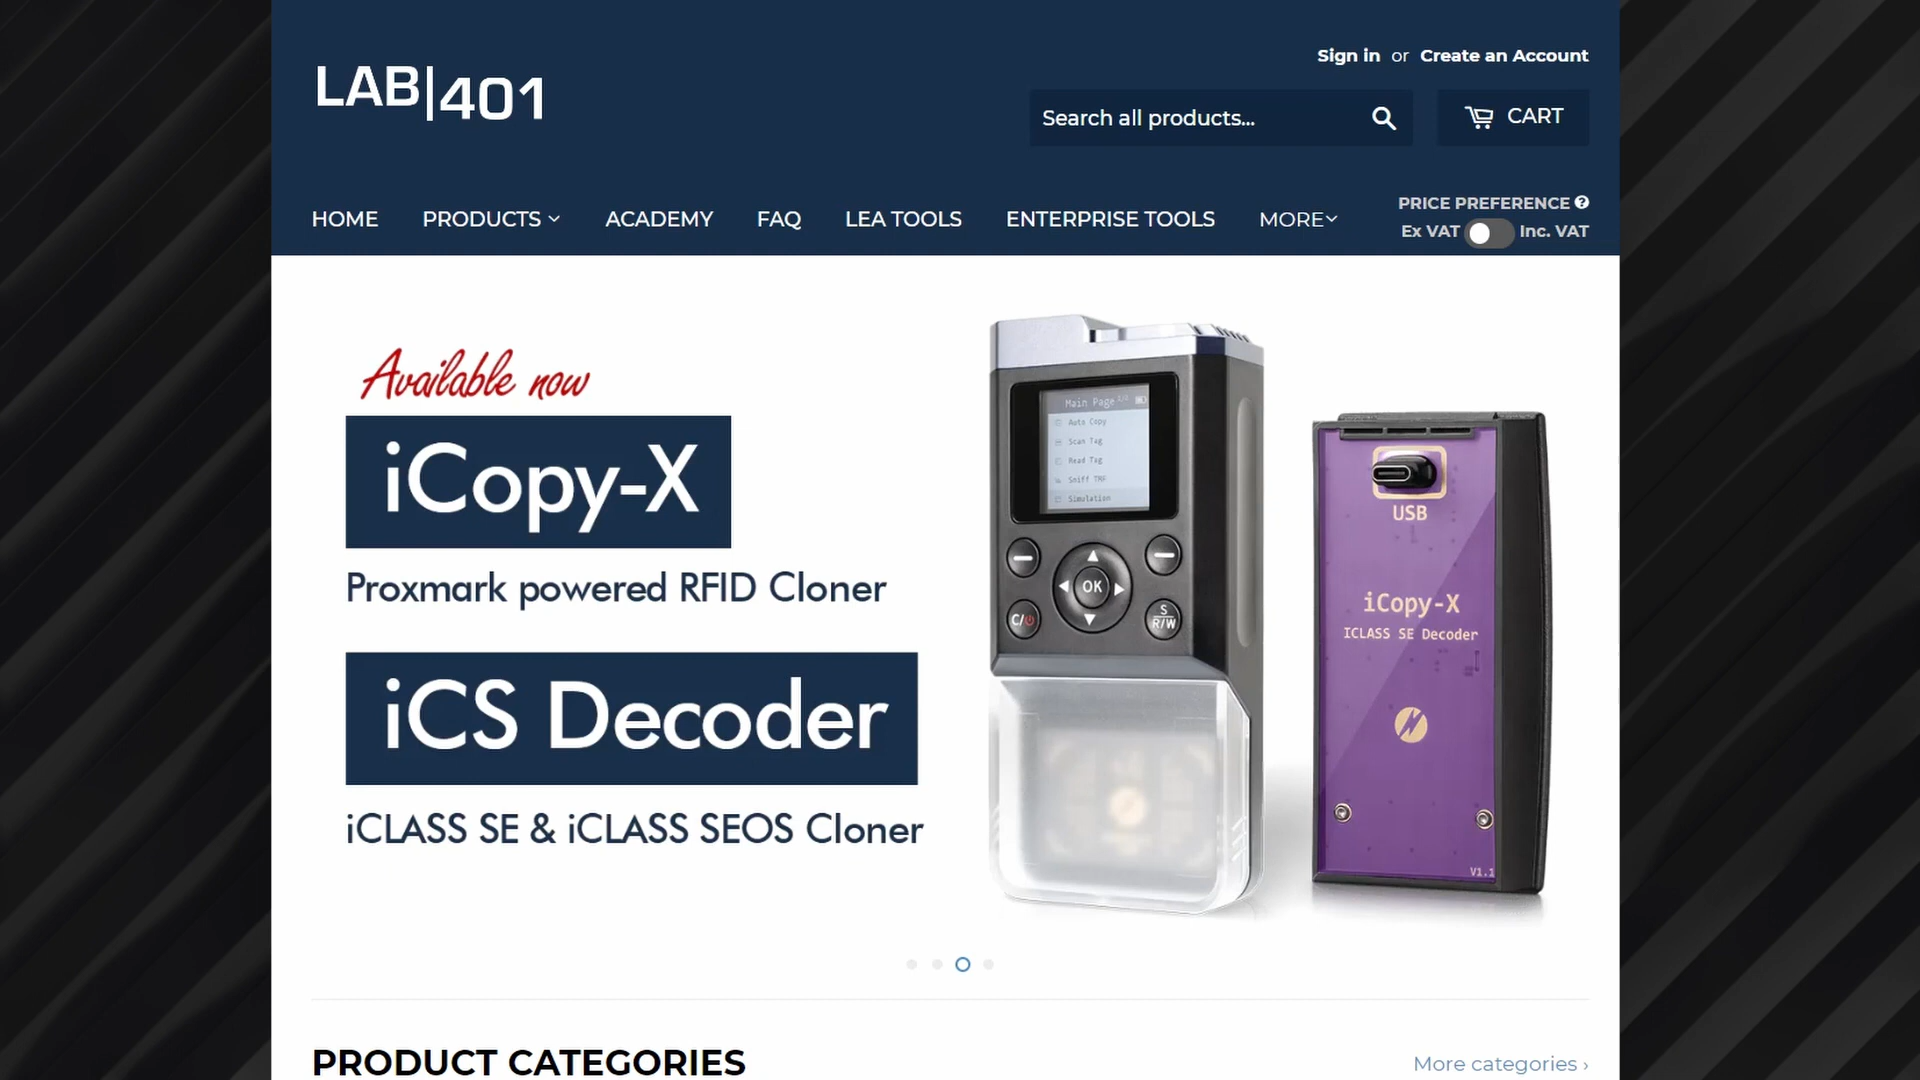 Sign in or Create an Account
LAB|401
Search all products...
CART
HOME
PRODUCTS
ACADEMY
FAQ
LEA TOOLS
ENTERPRISE TOOLS
MORE
PRICE PREFERENCE ?
Ex VAT
Inc. VAT
Available now
iCopy-X
Proxmark powered RFID Cloner
iCS Decoder
iCLASS SE & iCLASS SEOS Cloner
Main Page
Auto Copy
Scan Tag
Read Tag
Sniff TRF
Simulation
OK
C/
S
R/W
USB
iCopy-X
ICLASS SE Decoder
V1.1
PRODUCT CATEGORIES
More categories ›